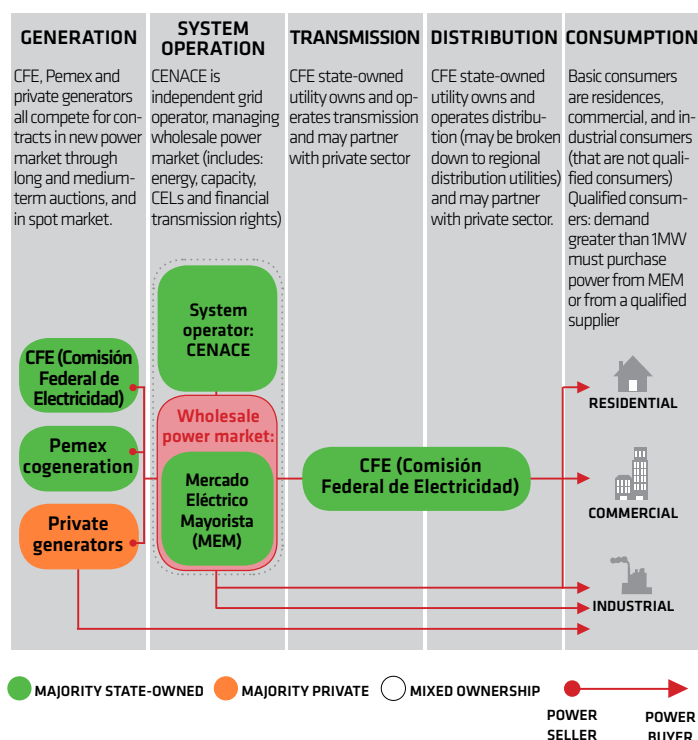 GENERATION
CFE, Pemex and
private generators
all compete for con-
tracts in new power
market through
long and medium-
term auctions, and
in spot market.
SYSTEM
OPERATION
CENACE is
independent grid
operator, managing
wholesale power
market (includes:
energy, capacity,
CELs and financial
transmission rights)
TRANSMISSION
CFE state-owned
utility owns and op-
erates transmission
and may partner
with private sector
DISTRIBUTION
CFE state-owned
utility owns and
operates distribu-
tion (may be broken
down to regional
distribution utilities)
and may partner
with private sector.
CONSUMPTION
Basic consumers
are residences,
commercial, and in-
dustrial consumers
(that are not quali-
fied consumers)
Qualified consum-
ers: demand
greater than 1MW
must purchase
power from MEM
or from a qualified
supplier
CFE (Comisión
Federal de
Electricidad)
Pemex
cogeneration
Private
generators
System
operator:
CENACE
Wholesale
power market:
Mercado
Eléctrico
Mayorista
(MEM)
CFE (Comisión
Federal de Electricidad)
RESIDENTIAL
COMMERCIAL
INDUSTRIAL
MAJORITY STATE-OWNED
MAJORITY PRIVATE
MIXED OWNERSHIP
POWER
SELLER
POWER
BUYER